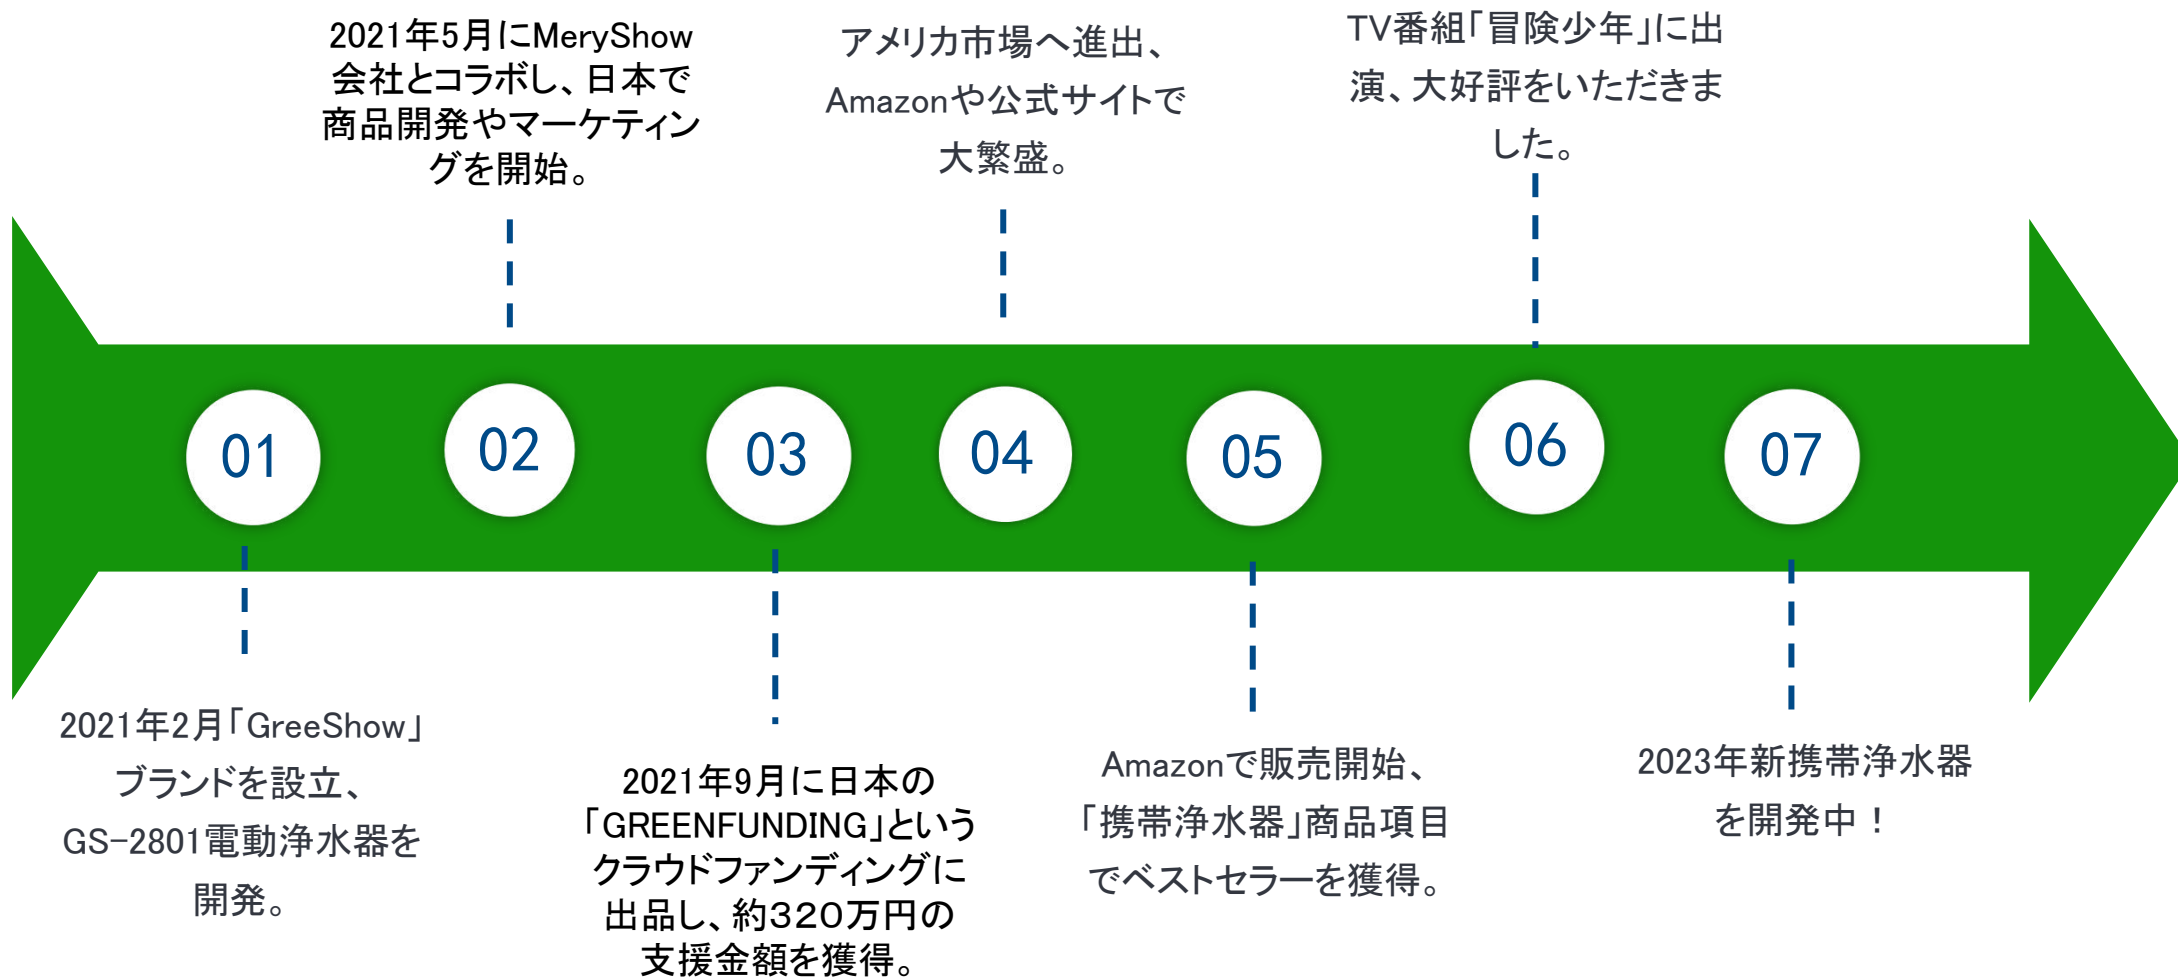 2021年5月にMeryShow
会社とコラボし、日本で
商品開発やマーケティン
グを開始。
アメリカ市場へ進出、
Amazonや公式サイトで
大繁盛。
TV番組「冒険少年」に出
演、大好評をいただきま
した。
01
02
03
04
05
06
07
2021年2月「GreeShow」
ブランドを設立、
GS-2801電動浄水器を
開発。
2021年9月に日本の
「GREENFUNDING」という
クラウドファンディングに
出品し、約３２０万円の
支援金額を獲得。
Amazonで販売開始、
「携帯浄水器」商品項目
でベストセラーを獲得。
2023年新携帯浄水器
を開発中！